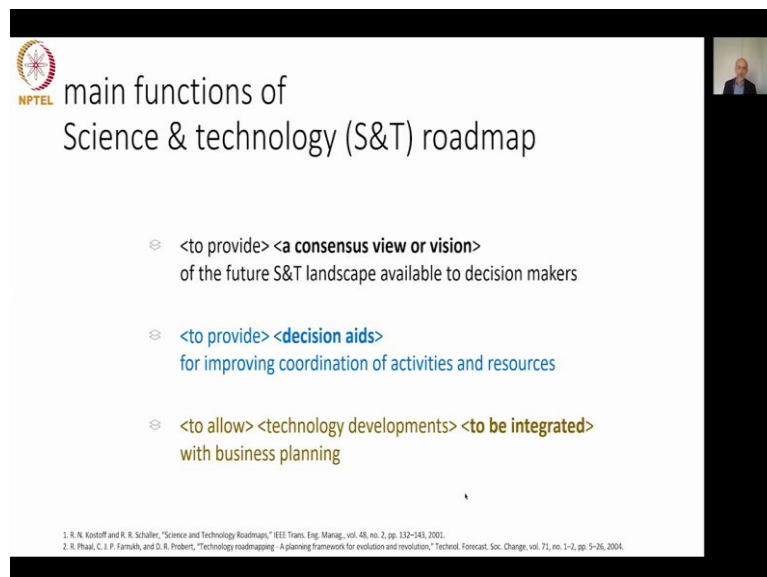 NPTEL
main functions of
Science & technology (S&T) roadmap
<to provide> <a consensus view or vision>
of the future S&T landscape available to decision makers
<to provide> <decision aids>
for improving coordination of activities and resources
<to allow> <technology developments> <to be integrated>
with business planning
1. R. N. Kostoff and R. R. Schaller, "Science and Technology Roadmaps," IEEE Trans. Eng. Manag., vol. 48, no. 2, pp. 132–143, 2001.
2. R. Phaal, C. J. P. Farrukh, and D. R. Probert, "Technology roadmapping - A planning framework for evolution and revolution," Technol. Forecast. Soc. Change, vol. 71, no. 1–2, pp. 5–26, 2004.